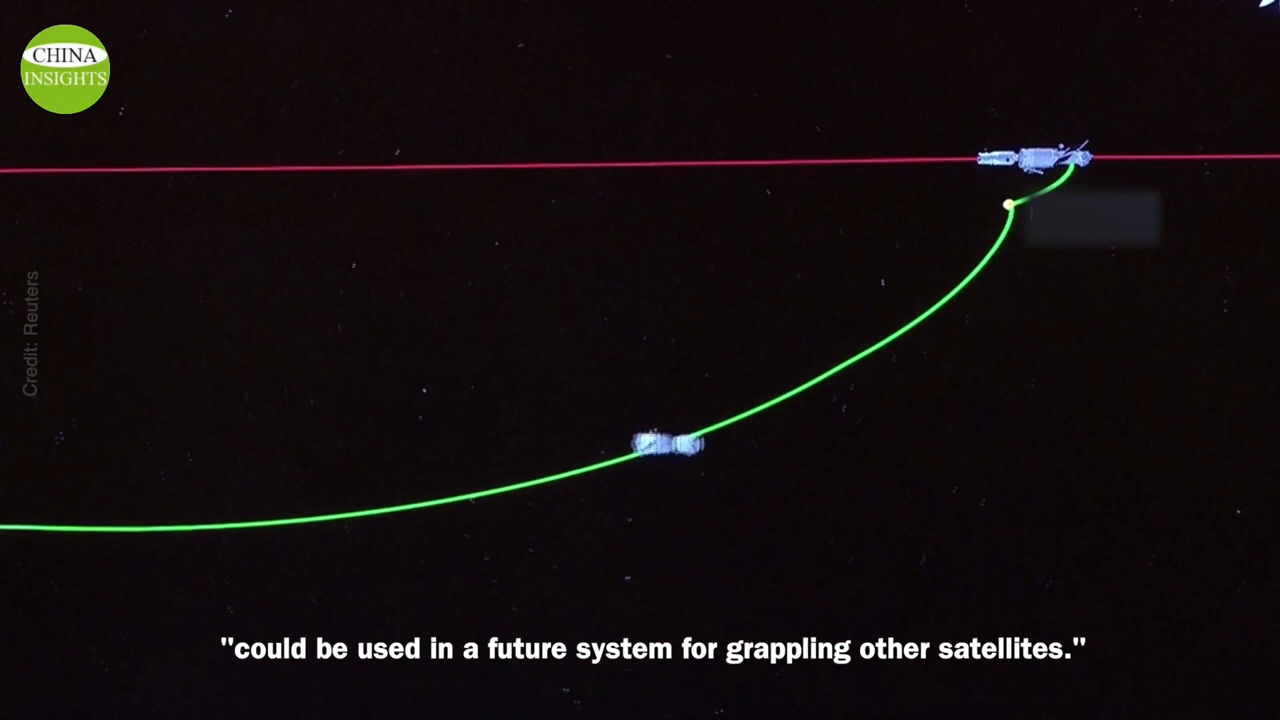 CHINA
INSIGHTS
Credit: Reuters
"could be used in a future system for grappling other satellites."